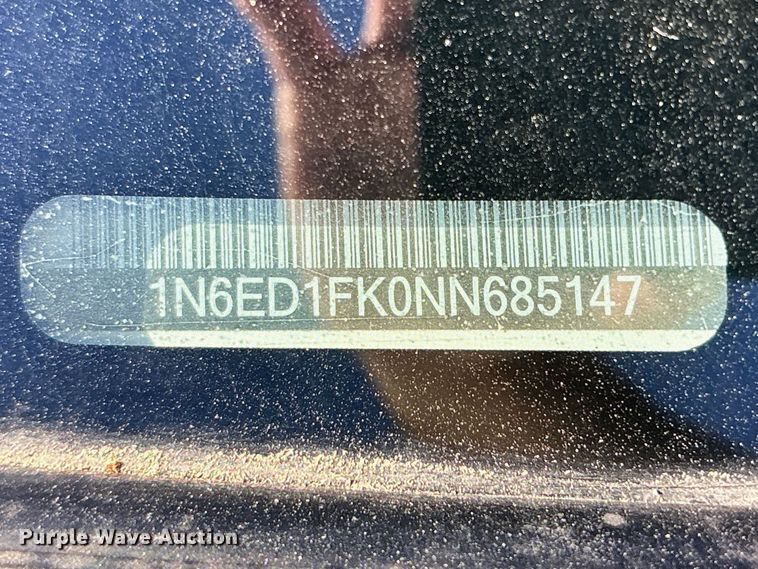 1N6ED1FK0NN685147
Purple Wave Auction